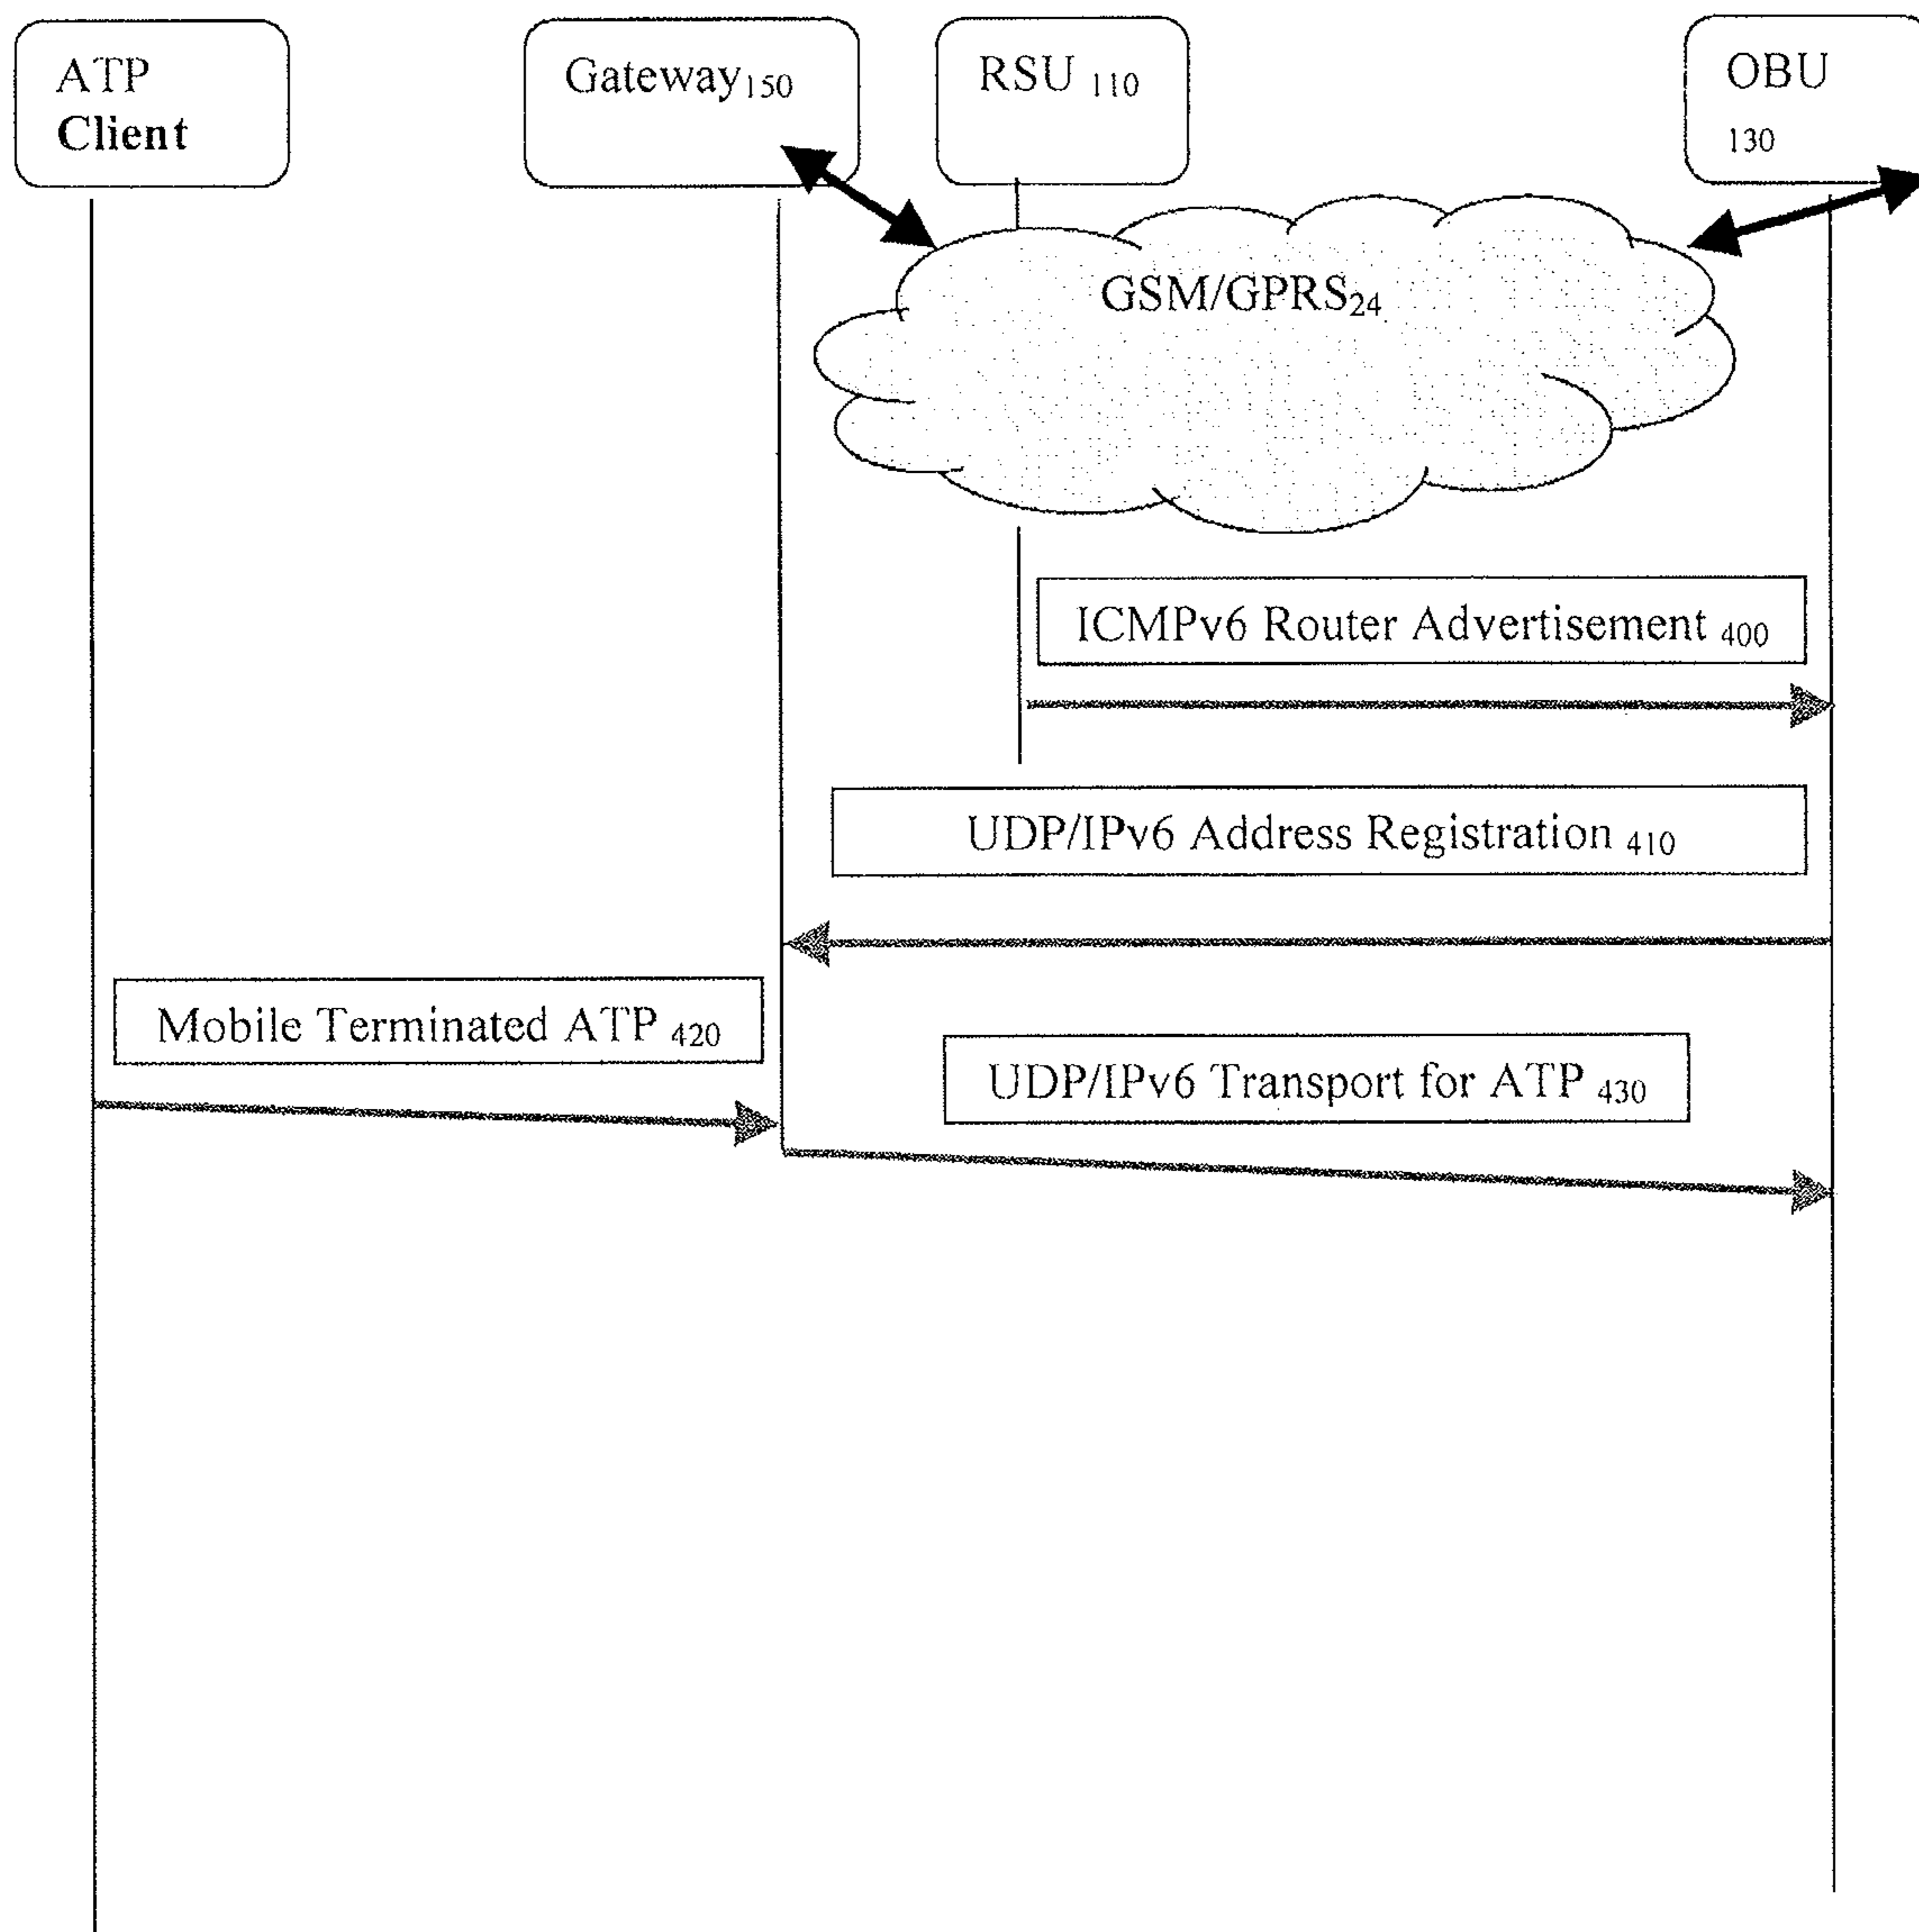 ATP
Client
Gateway150
RSU 110
OBU
130
GSM/GPRS24
ICMPv6 Router Advertisement 400
UDP/IPv6 Address Registration 410
Mobile Terminated ATP 420
UDP/IPv6 Transport for ATP 430